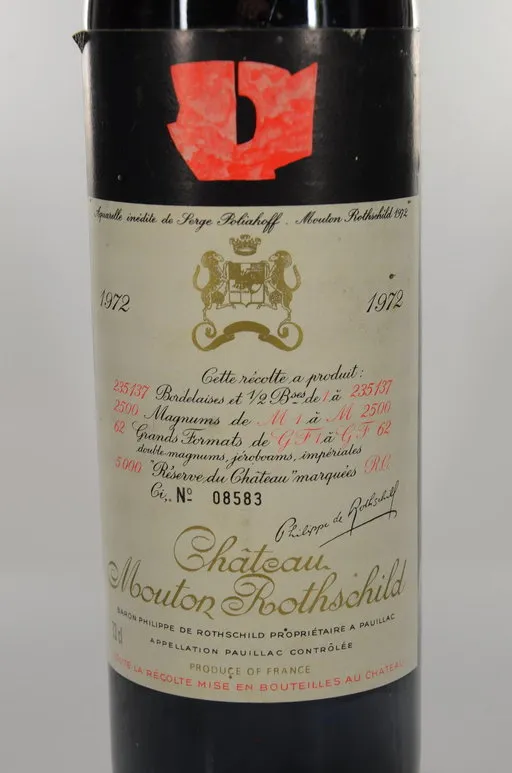 Aquarelle inédite de Serge Poliakoff . Mouton Rothschild 1972
1972
1972
Cette récolte a produit:
235137 Bordelaises et 1/2 Bses de 1 à 235137
2500 Magnums de M 1 à M 2500
62 Grands Formats de GF 1 à GF 62
double magnums, jéroboams, impériales
5000 "Réserve du Château" marquées R.C.
Ci, Nº 08583
Philippe de Rothschild
Château
Mouton Rothschild
BARON PHILIPPE DE ROTHSCHILD PROPRIÉTAIRE A PAUILLAC
APPELLATION PAUILLAC CONTRÔLÉE
PRODUCE OF FRANCE
TOUTE LA RÉCOLTE MISE EN BOUTEILLES AU CHÂTEAU